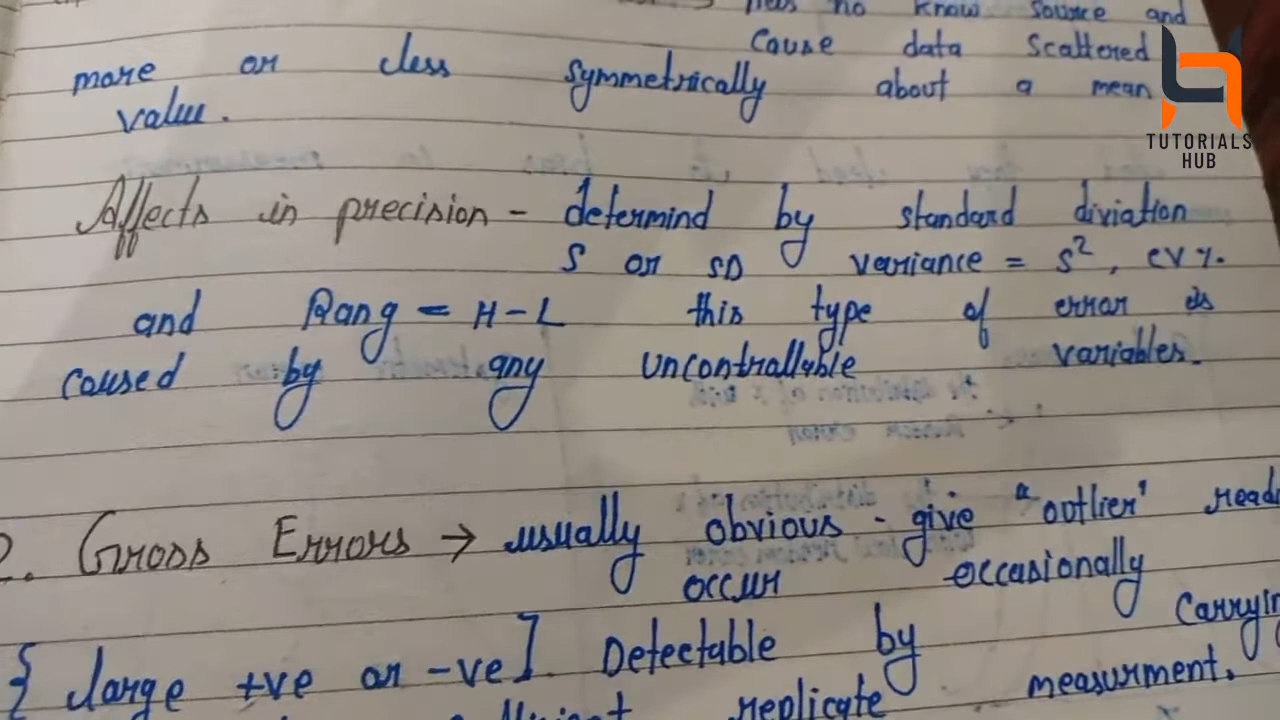 no know source and
cause data scattered
more or less symmetrically about a mean
value.
TUTORIALS
HUB
Affects in precision - determind by standard diviation
S or SD variance = s², cv%.
and Rang = H-L this type of error is
caused by any uncontrallable variables.
2. Gross Errors → usually obvious - give "outlier" read
occur occasionally
{ large +ve or -ve]. Detectable by carryin
replicate measurment.